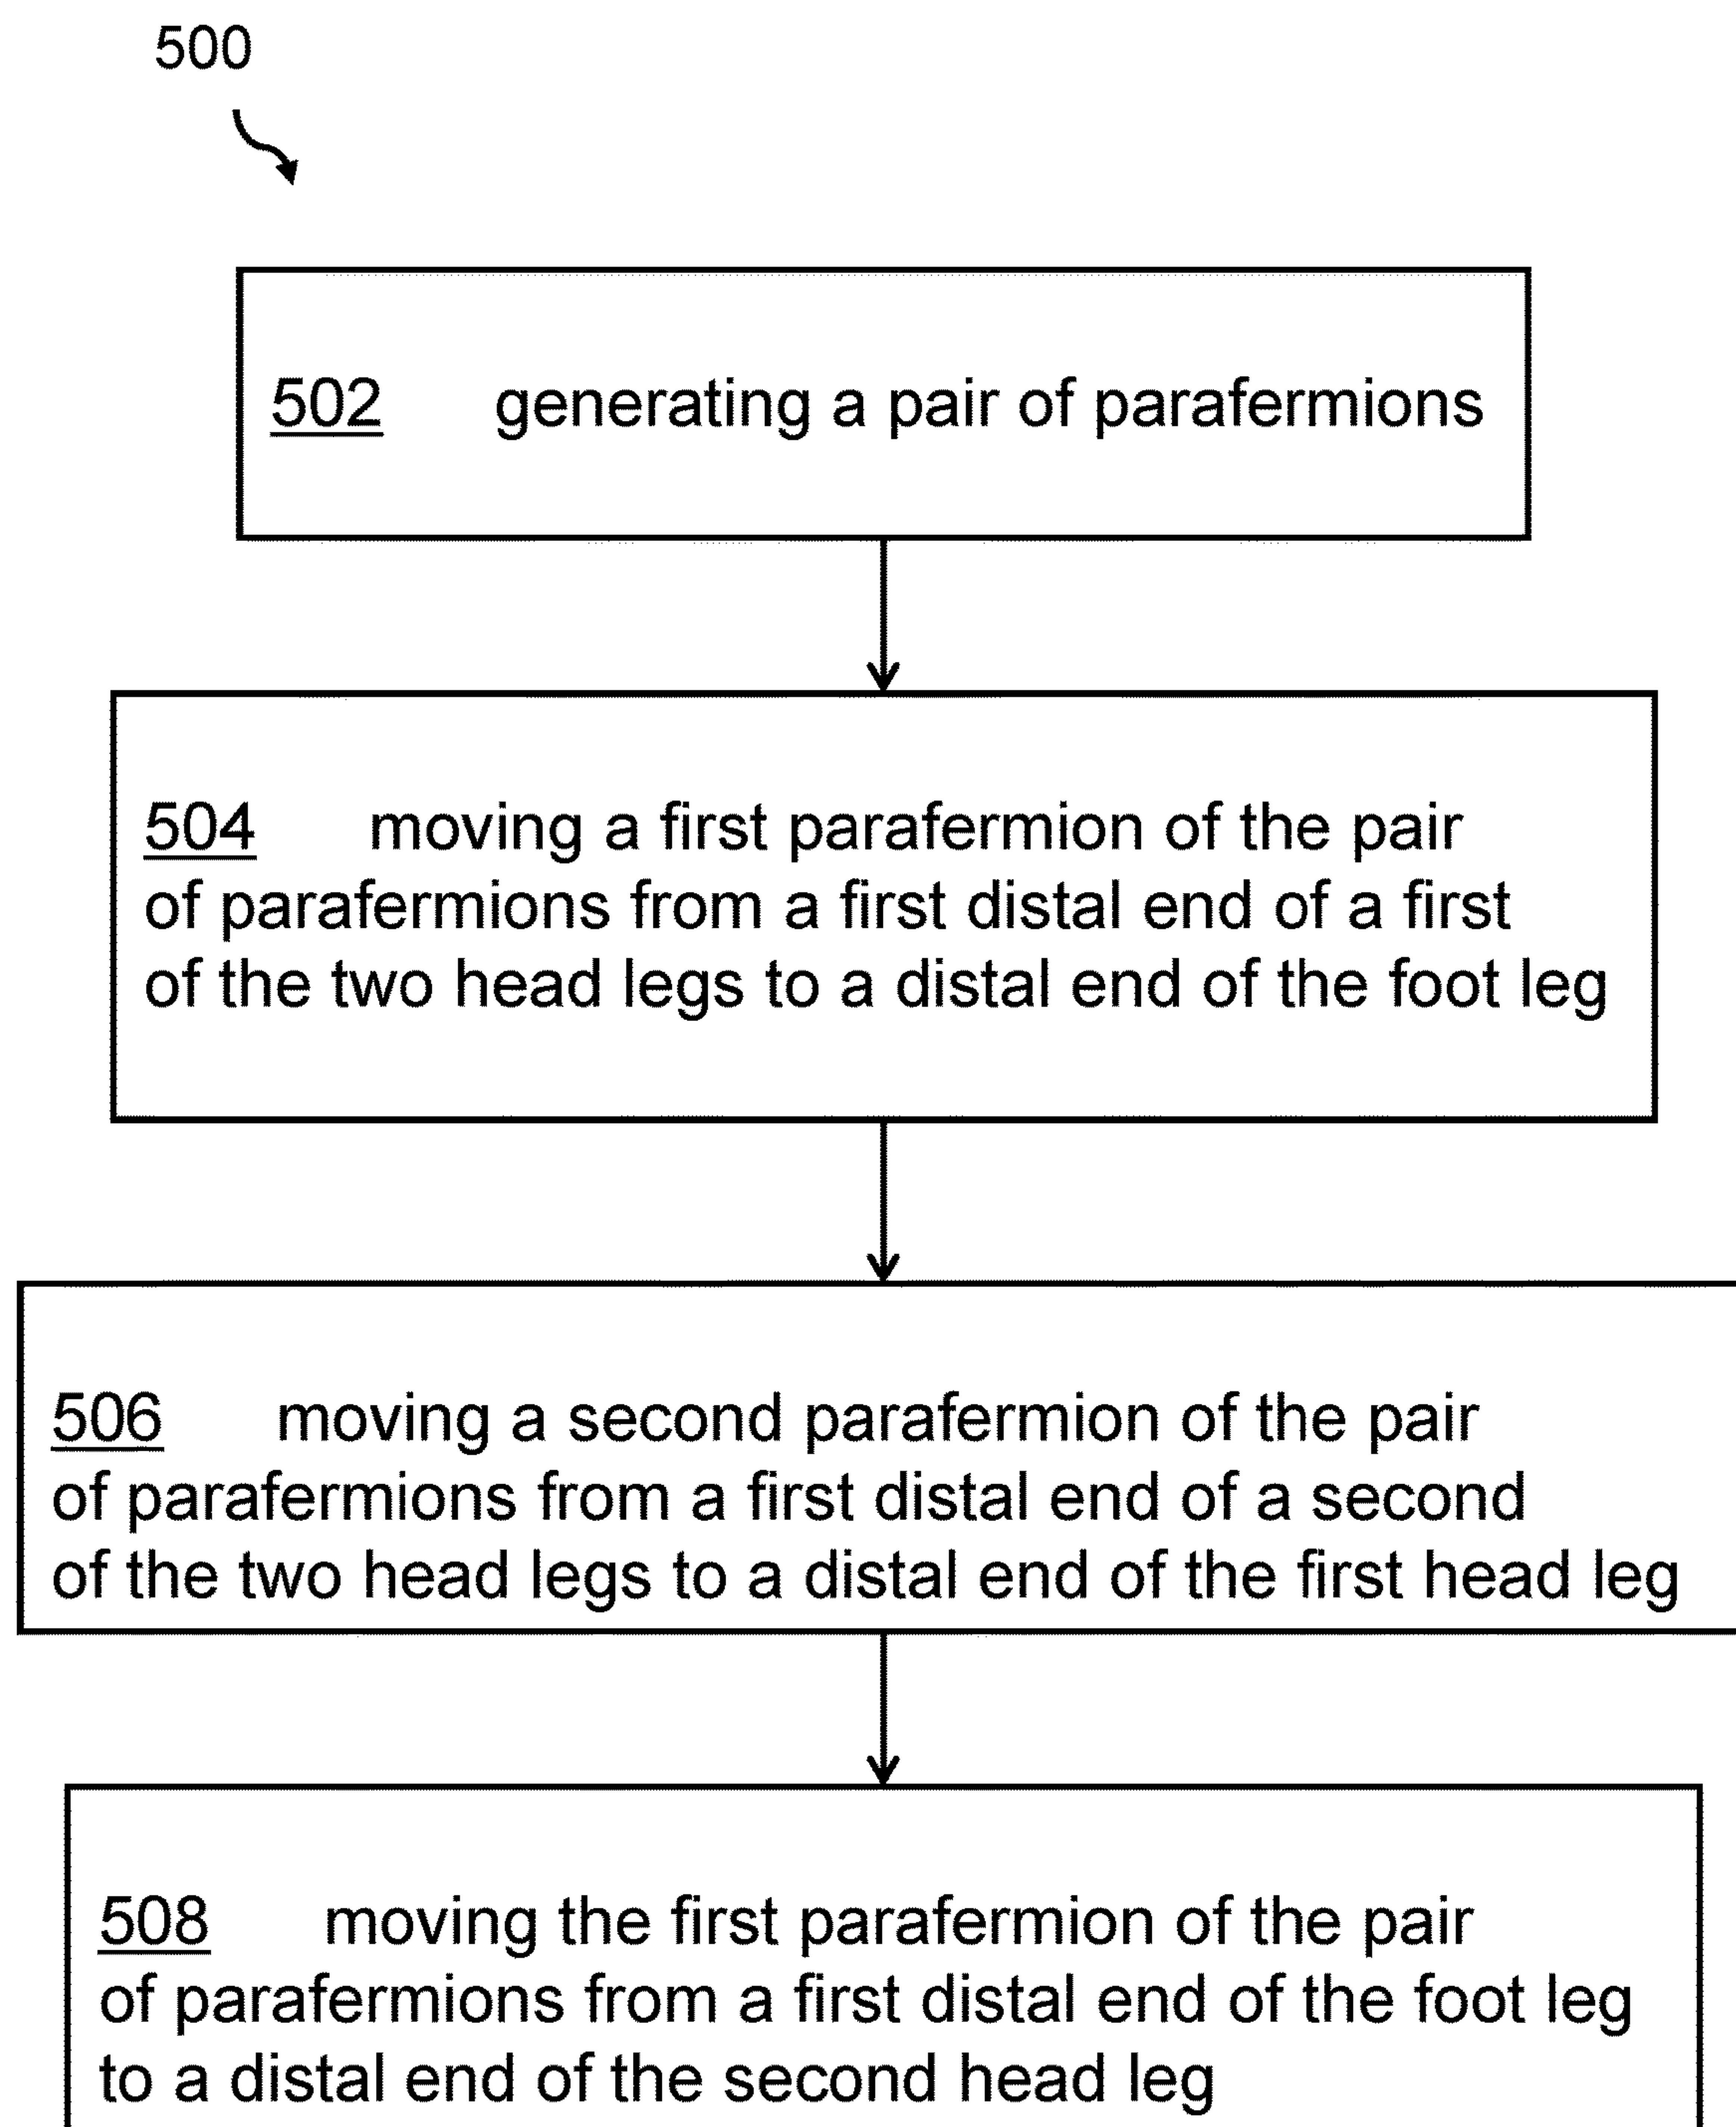 500
502 generating a pair of parafermions
504 moving a first parafermion of the pair
of parafermions from a first distal end of a first
of the two head legs to a distal end of the foot leg
506 moving a second parafermion of the pair
of parafermions from a first distal end of a second
of the two head legs to a distal end of the first head leg
508 moving the first parafermion of the pair
of parafermions from a first distal end of the foot leg
to a distal end of the second head leg